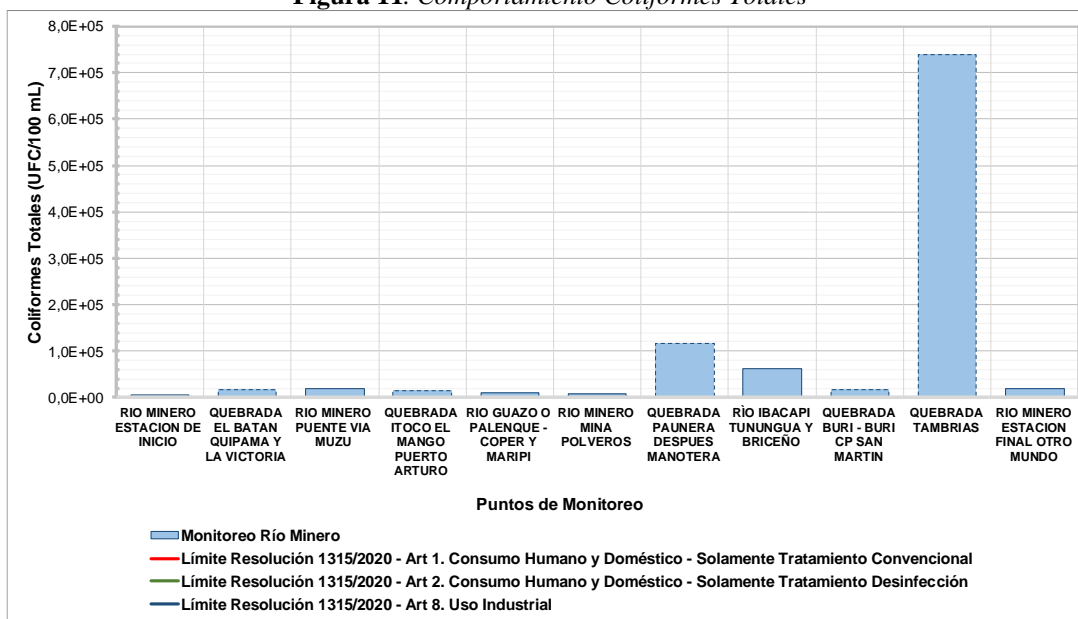 Figura 11. Comportamiento Coliformes Totales
8,0E+05
7,0E+05
6,0E+05
5,0E+05
4,0E+05
3,0E+05
2,0E+05
1,0E+05
0,0E+00
Coliformes Totales (UFC/100 mL)
RIO MINERO
ESTACION DE
INICIO
QUEBRADA
EL BATAN
QUIPAMA Y
LA VICTORIA
RIO MINERO
PUENTE VIA
MUZU
QUEBRADA
ITOCO EL
MANGO
PUERTO
ARTURO
RIO GUAZO O
PALENQUE -
COPER Y
MARIPI
RIO MINERO
MINA
POLVEROS
QUEBRADA
PAUNERA
DESPUES
MANOTERA
RÌO IBACAPI
TUNUNGUA Y
BRICEÑO
QUEBRADA
BURI - BURI
CP SAN
MARTIN
QUEBRADA
TAMBRIAS
RIO MINERO
ESTACION
FINAL OTRO
MUNDO
Puntos de Monitoreo
Monitoreo Río Minero
Límite Resolución 1315/2020 - Art 1. Consumo Humano y Doméstico - Solamente Tratamiento Convencional
Límite Resolución 1315/2020 - Art 2. Consumo Humano y Doméstico - Solamente Tratamiento Desinfección
Límite Resolución 1315/2020 - Art 8. Uso Industrial